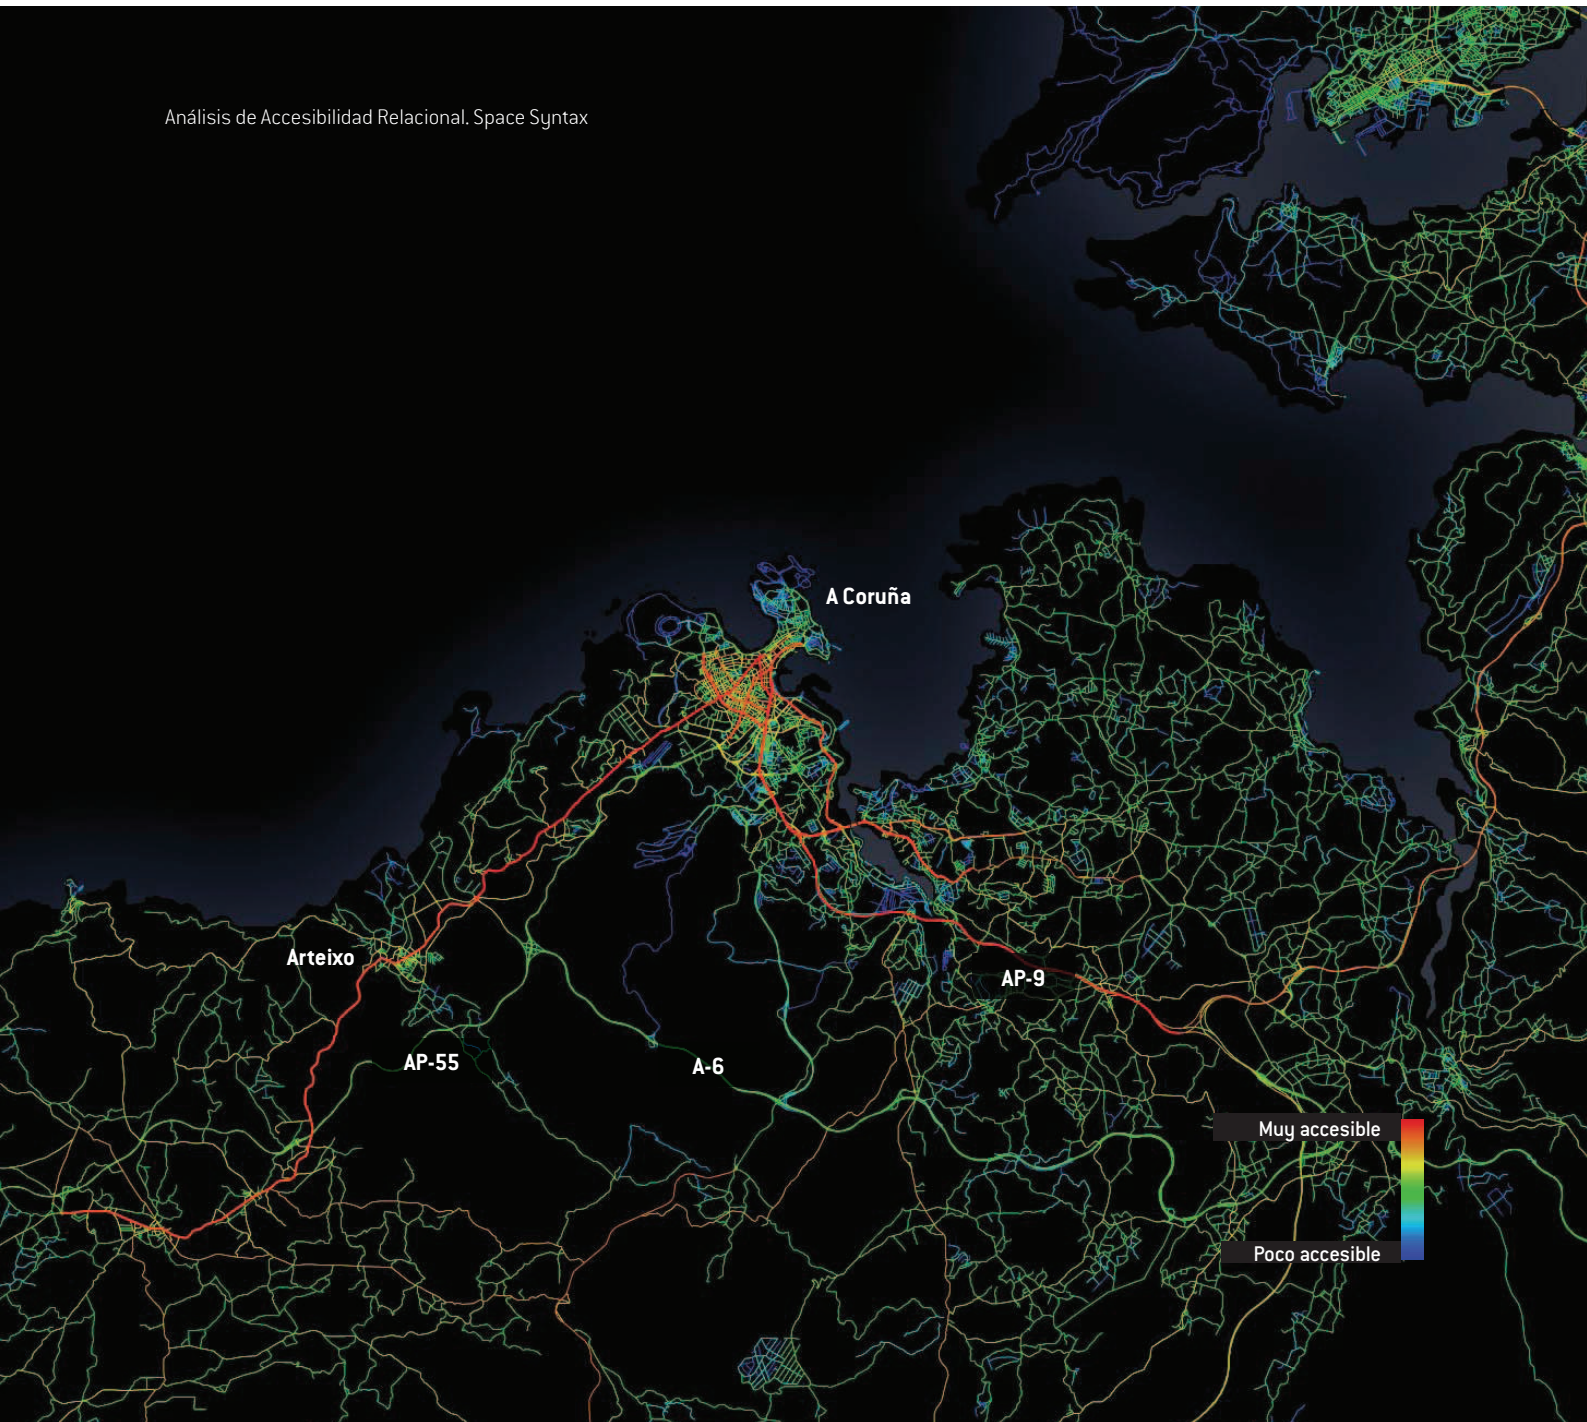 Análisis de Accesibilidad Relacional. Space Syntax
A Coruña
Arteixo
AP-9
AP-55
A-6
Muy accesible
Poco accesible